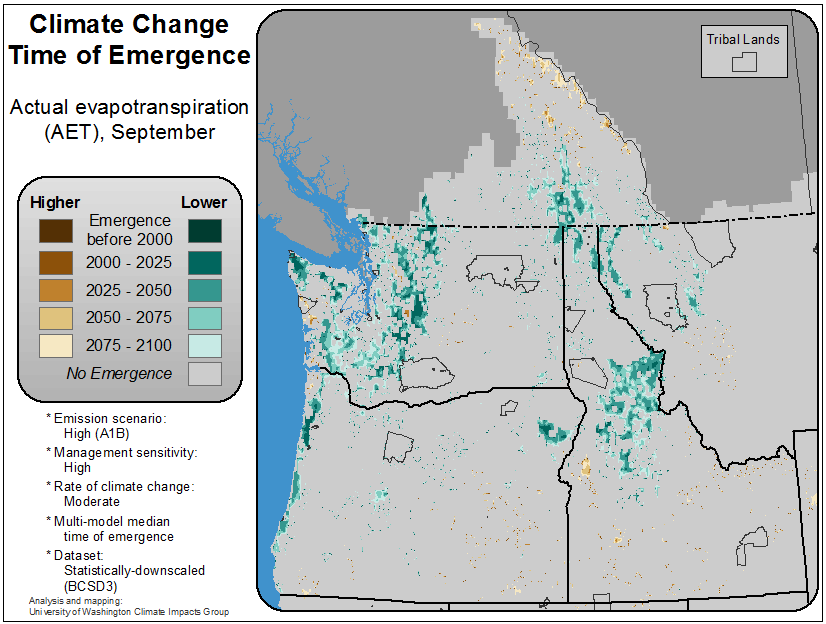 Climate Change
Time of Emergence
Actual evapotranspiration
(AET), September
Higher
Lower
Emergence
before 2000
2000 - 2025
2025 - 2050
2050 - 2075
2075 - 2100
No Emergence
* Emission scenario:
High (A1B)
* Management sensitivity:
High
* Rate of climate change:
Moderate
* Multi-model median
time of emergence
* Dataset:
Statistically-downscaled
(BCSD3)
Analysis and mapping:
University of Washington Climate Impacts Group
Tribal Lands